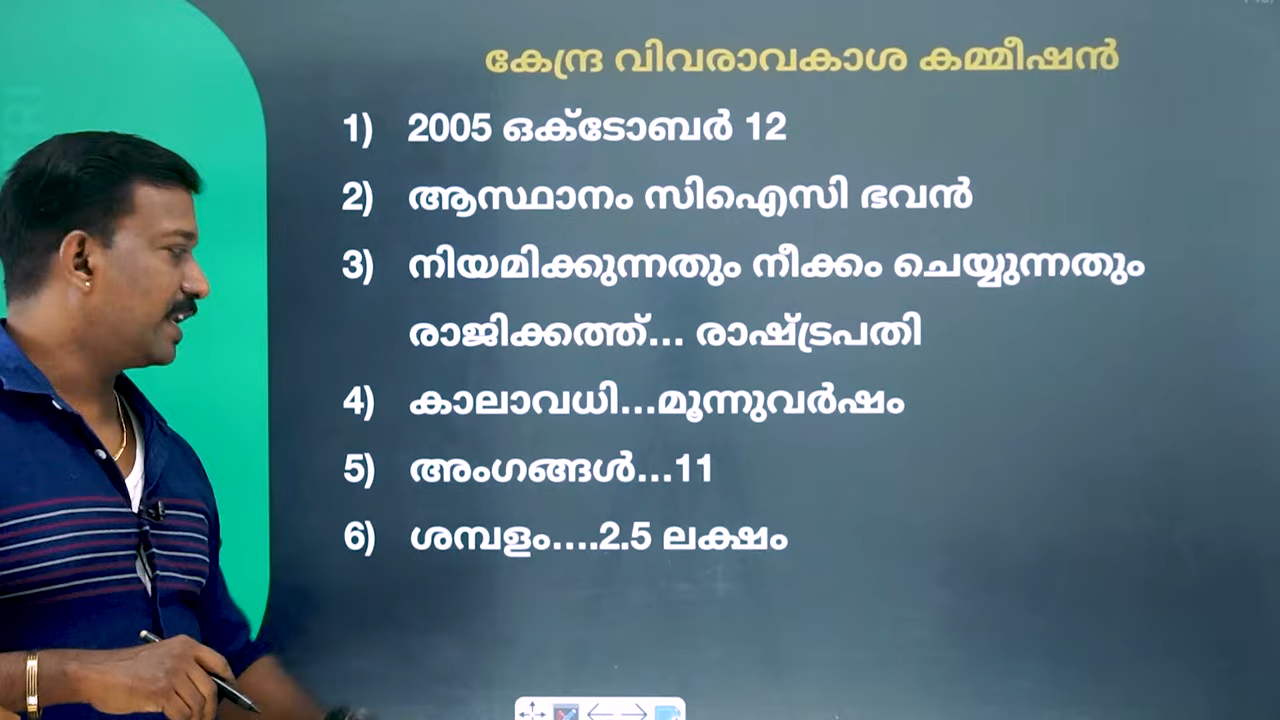 കേന്ദ്ര വിവരാവകാശ കമ്മീഷൻ
1) 2005 ഒക്ടോബർ 12
2) ആസ്ഥാനം സിഐസി ഭവൻ
3) നിയമിക്കുന്നതും നീക്കം ചെയ്യുന്നതും
രാജിക്കത്ത്... രാഷ്ട്രപതി
4) കാലാവധി...മൂന്നുവർഷം
5) അംഗങ്ങൾ...11
6) ശമ്പളം....2.5 ലക്ഷം